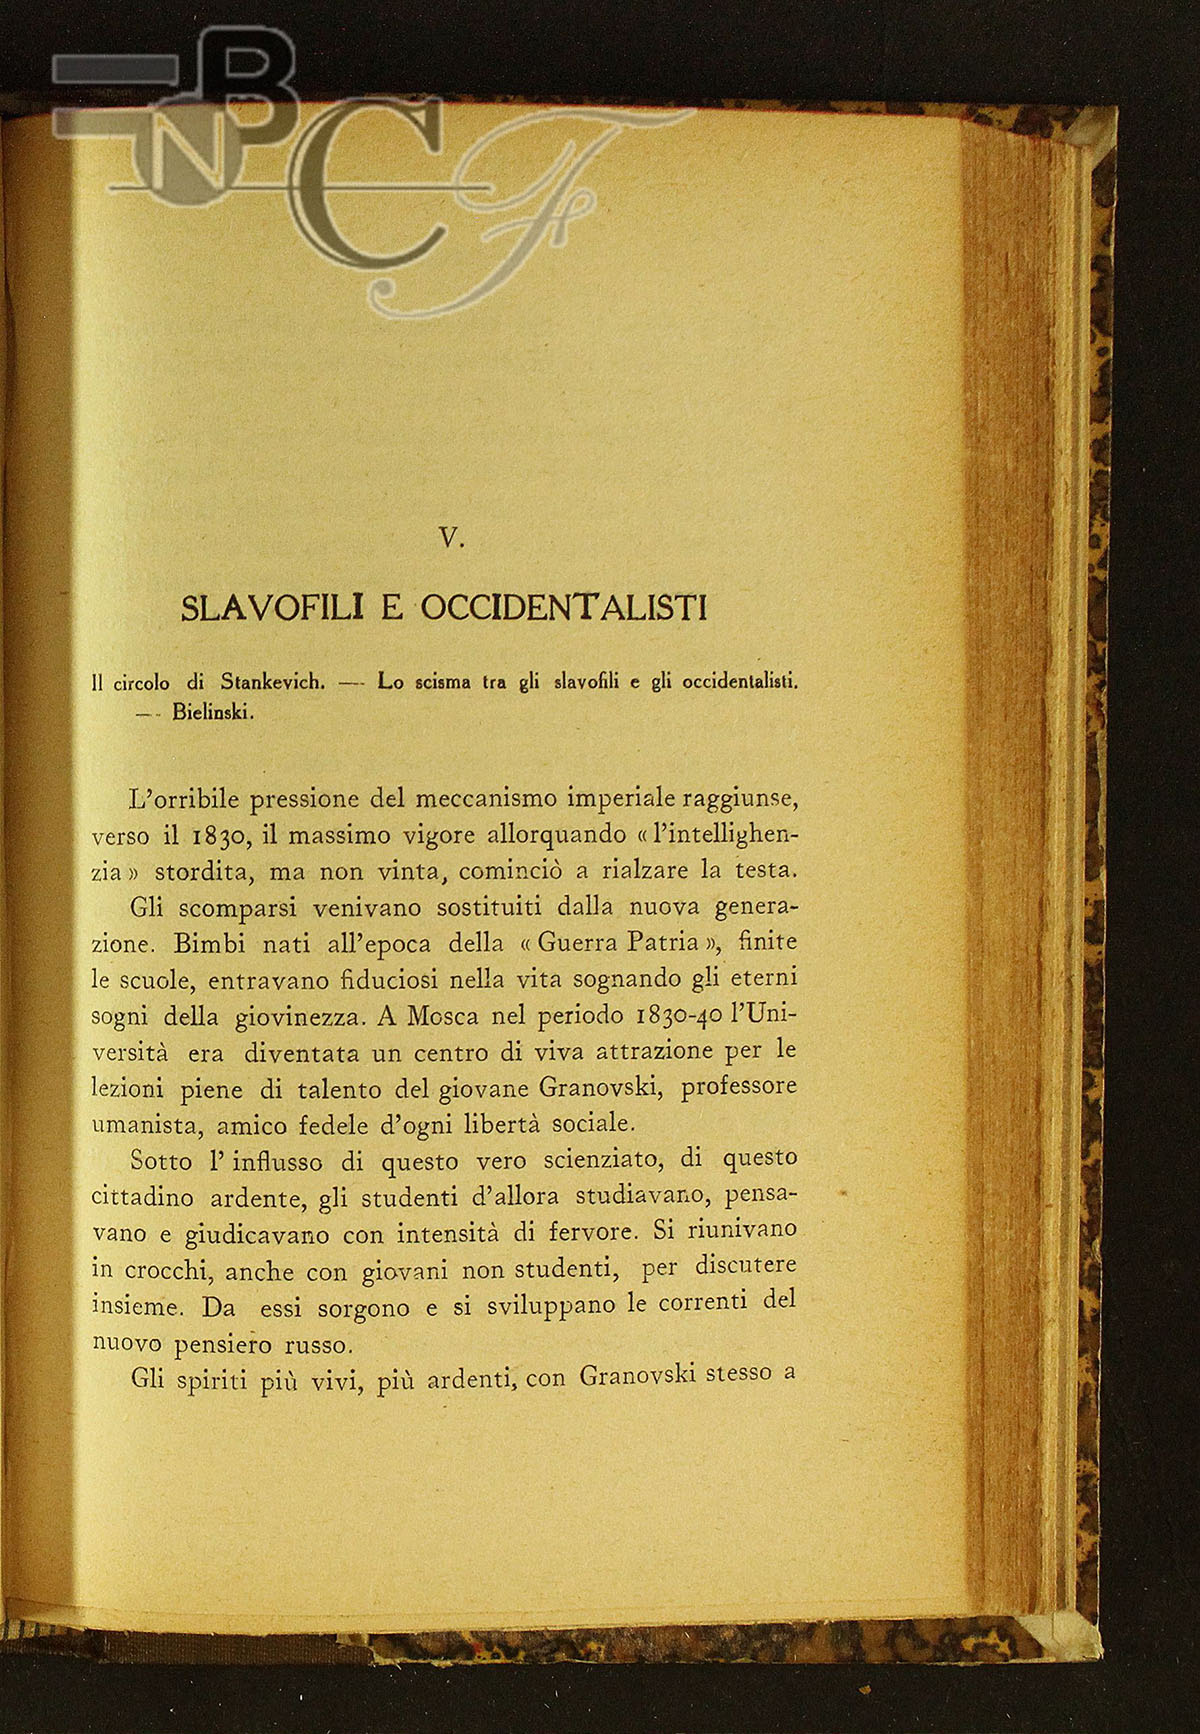 BNCF
V.
SLAVOFILI E OCCIDENTALISTI
Il circolo di Stankevich. — Lo scisma tra gli slavofili e gli occidentalisti.
— Bielinski.
L'orribile pressione del meccanismo imperiale raggiunse,
verso il 1830, il massimo vigore allorquando « l'intellighen-
zia » stordita, ma non vinta, cominciò a rialzare la testa.
Gli scomparsi venivano sostituiti dalla nuova genera-
zione. Bimbi nati all'epoca della « Guerra Patria », finite
le scuole, entravano fiduciosi nella vita sognando gli eterni
sogni della giovinezza. A Mosca nel periodo 1830-40 l'Uni-
versità era diventata un centro di viva attrazione per le
lezioni piene di talento del giovane Granovski, professore
umanista, amico fedele d'ogni libertà sociale.
Sotto l' influsso di questo vero scienziato, di questo
cittadino ardente, gli studenti d'allora studiavano, pensa-
vano e giudicavano con intensità di fervore. Si riunivano
in crocchi, anche con giovani non studenti, per discutere
insieme. Da essi sorgono e si sviluppano le correnti del
nuovo pensiero russo.
Gli spiriti più vivi, più ardenti, con Granovski stesso a